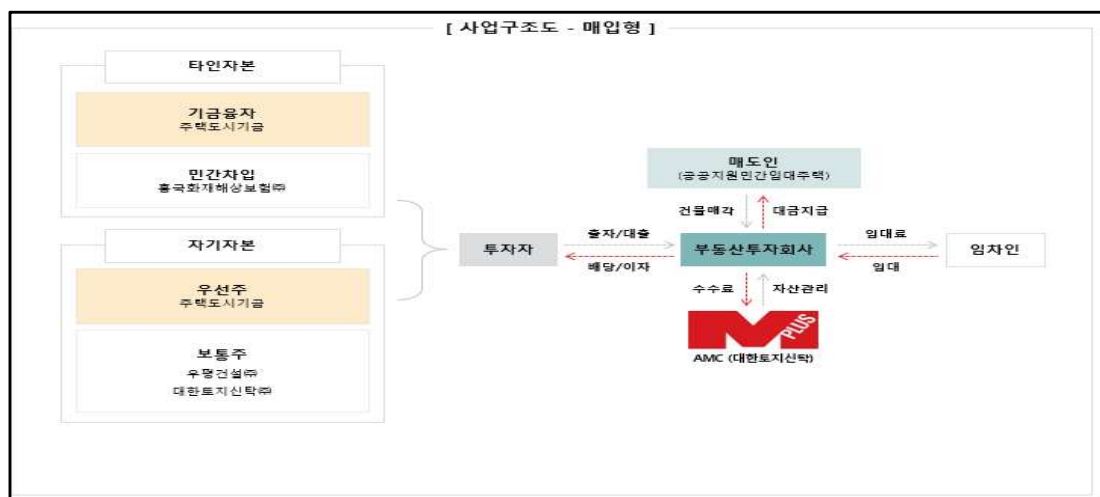 [ 사업구조도 - 매입형 ]
타인자본
기금융자
주택도시기금
민간차입
흥국화재해상보험㈜
자기자본
우선주
주택도시기금
보통주
우평건설㈜
대한토지신탁㈜
투자자
출자/대출
배당/이자
매도인
(공공지원민간임대주택)
건물매각
대금지급
부동산투자회사
임대료
임대
임차인
수수료
자산관리
M PLUS
AMC (대한토지신탁)